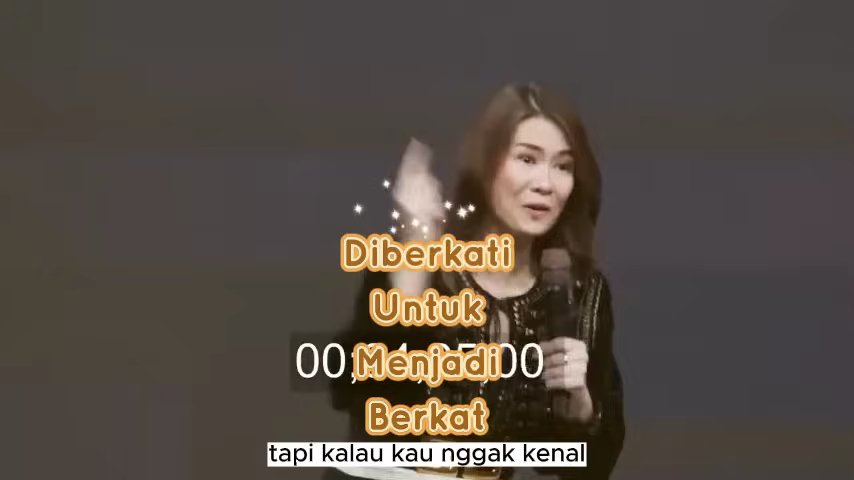 Diberkati
Untuk
Menjadi
Berkat
tapi kalau kau nggak kenal